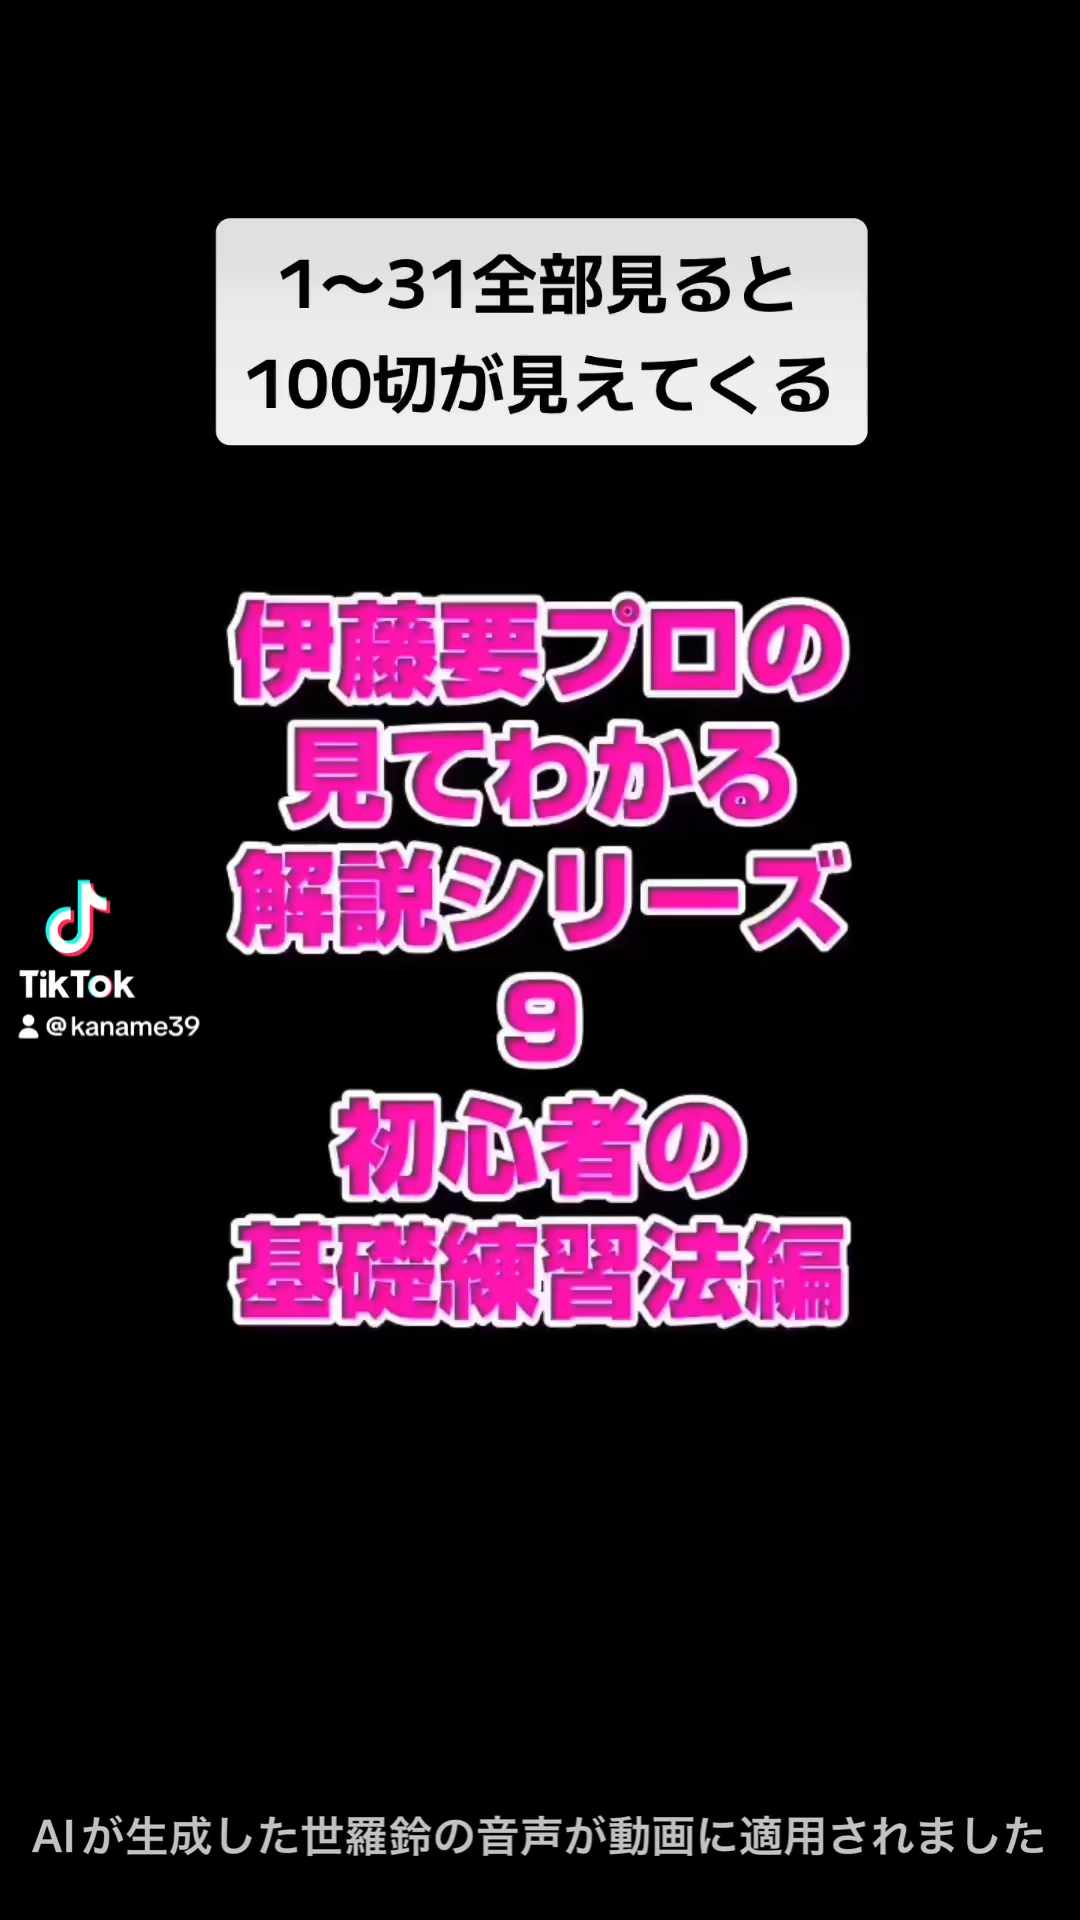 1〜31全部見ると
100切が見えてくる
伊藤要プロの
見てわかる
解説シリーズ
9
初心者の
基礎練習法編
TikTok
@kaname39
AIが生成した世羅鈴の音声が動画に適用されました